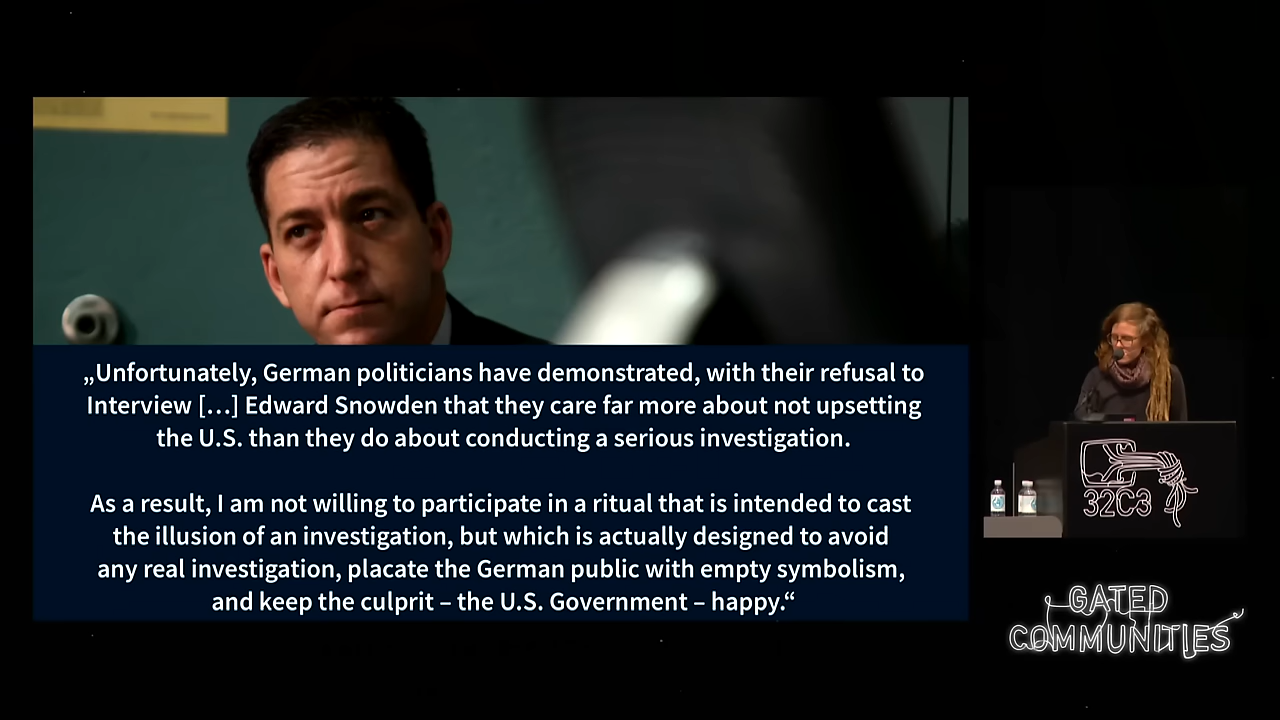 „Unfortunately, German politicians have demonstrated, with their refusal to
Interview […] Edward Snowden that they care far more about not upsetting
the U.S. than they do about conducting a serious investigation.
As a result, I am not willing to participate in a ritual that is intended to cast
the illusion of an investigation, but which is actually designed to avoid
any real investigation, placate the German public with empty symbolism,
and keep the culprit – the U.S. Government – happy.“
32C3
GATED
COMMUNITIES